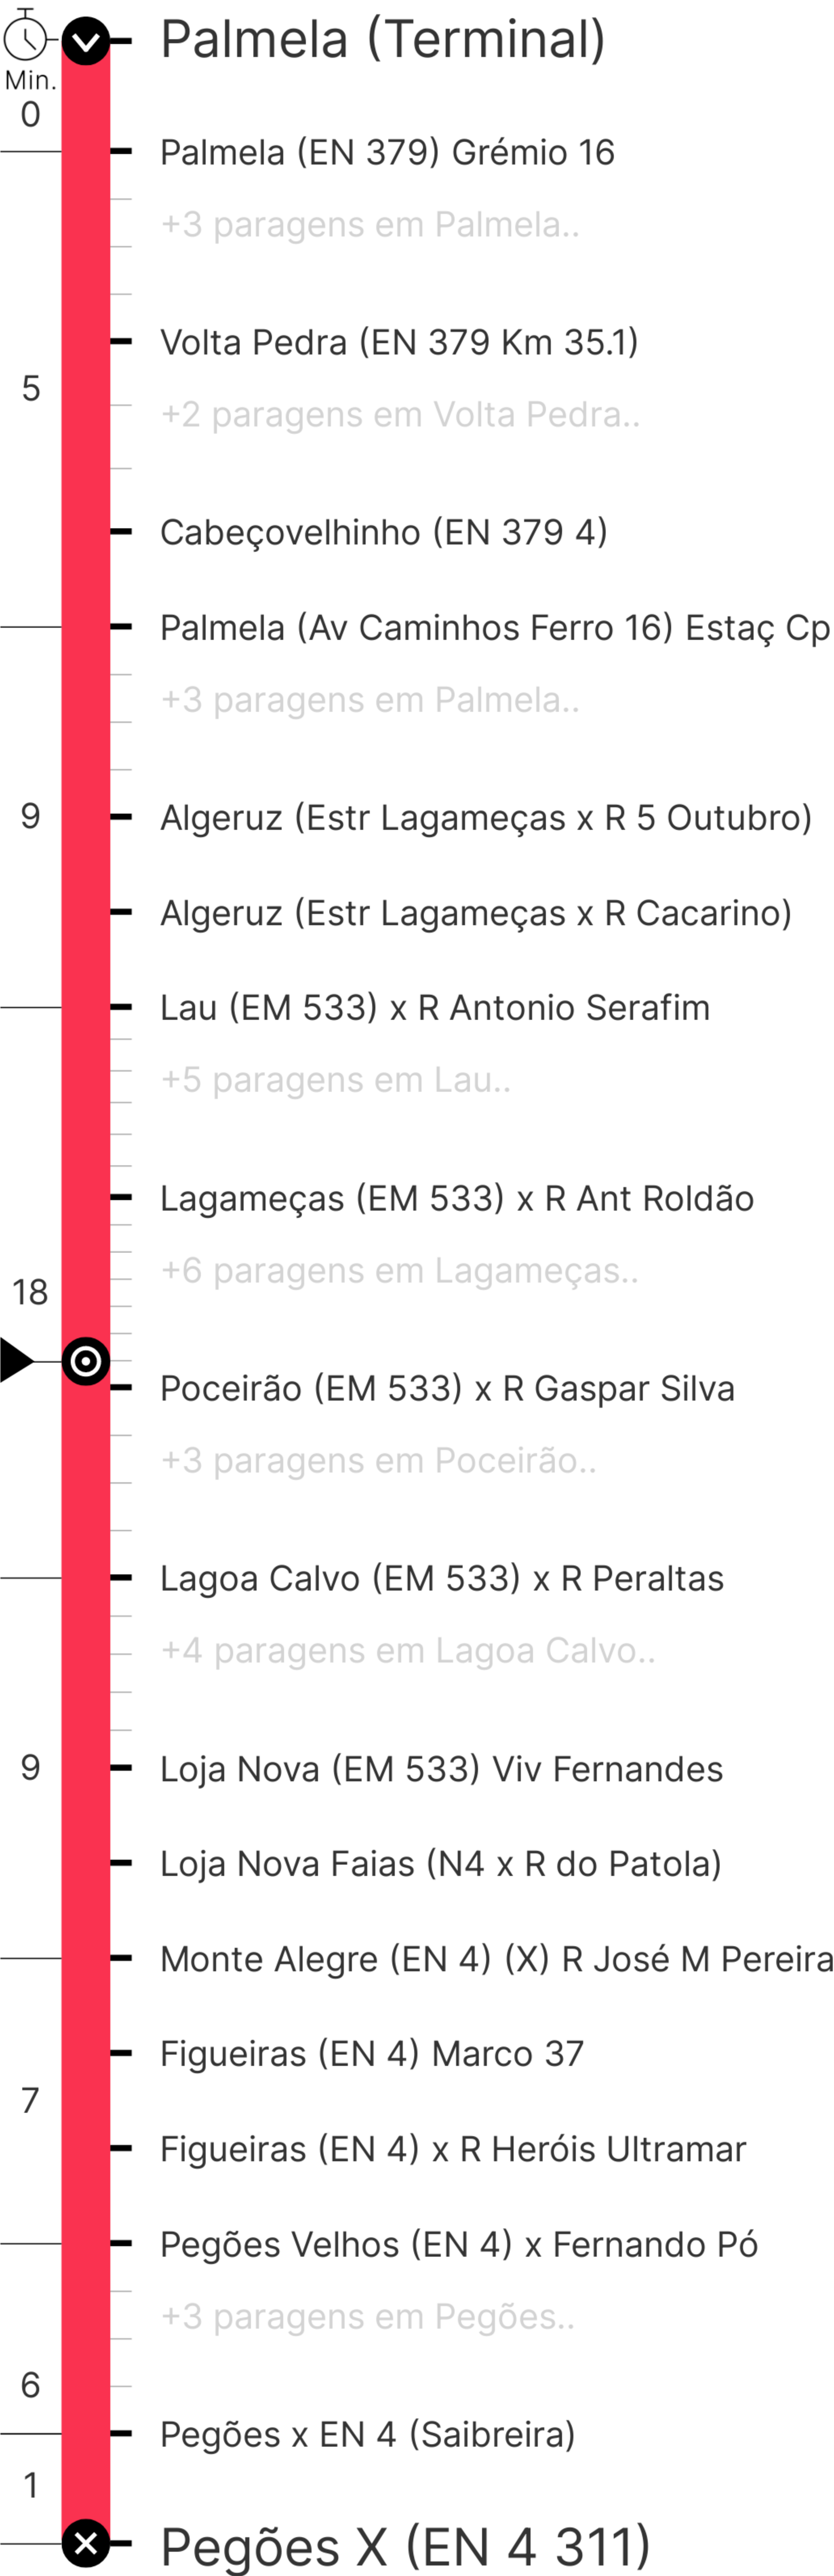 Palmela (Terminal)
Min.
0
Palmela (EN 379) Grémio 16
+3 paragens em Palmela..
Volta Pedra (EN 379 Km 35.1)
5
+2 paragens em Volta Pedra..
Cabeçovelhinho (EN 379 4)
Palmela (Av Caminhos Ferro 16) Estaç Cp
+3 paragens em Palmela..
9
Algeruz (Estr Lagameças x R 5 Outubro)
Algeruz (Estr Lagameças x R Cacarino)
Lau (EM 533) x R Antonio Serafim
+5 paragens em Lau..
Lagameças (EM 533) x R Ant Roldão
+6 paragens em Lagameças..
18
Poceirão (EM 533) x R Gaspar Silva
+3 paragens em Poceirão..
Lagoa Calvo (EM 533) x R Peraltas
+4 paragens em Lagoa Calvo..
9
Loja Nova (EM 533) Viv Fernandes
Loja Nova Faias (N4 x R do Patola)
Monte Alegre (EN 4) (X) R José M Pereira
Figueiras (EN 4) Marco 37
7
Figueiras (EN 4) x R Heróis Ultramar
Pegões Velhos (EN 4) x Fernando Pó
+3 paragens em Pegões..
6
Pegões x EN 4 (Saibreira)
1
Pegões X (EN 4 311)